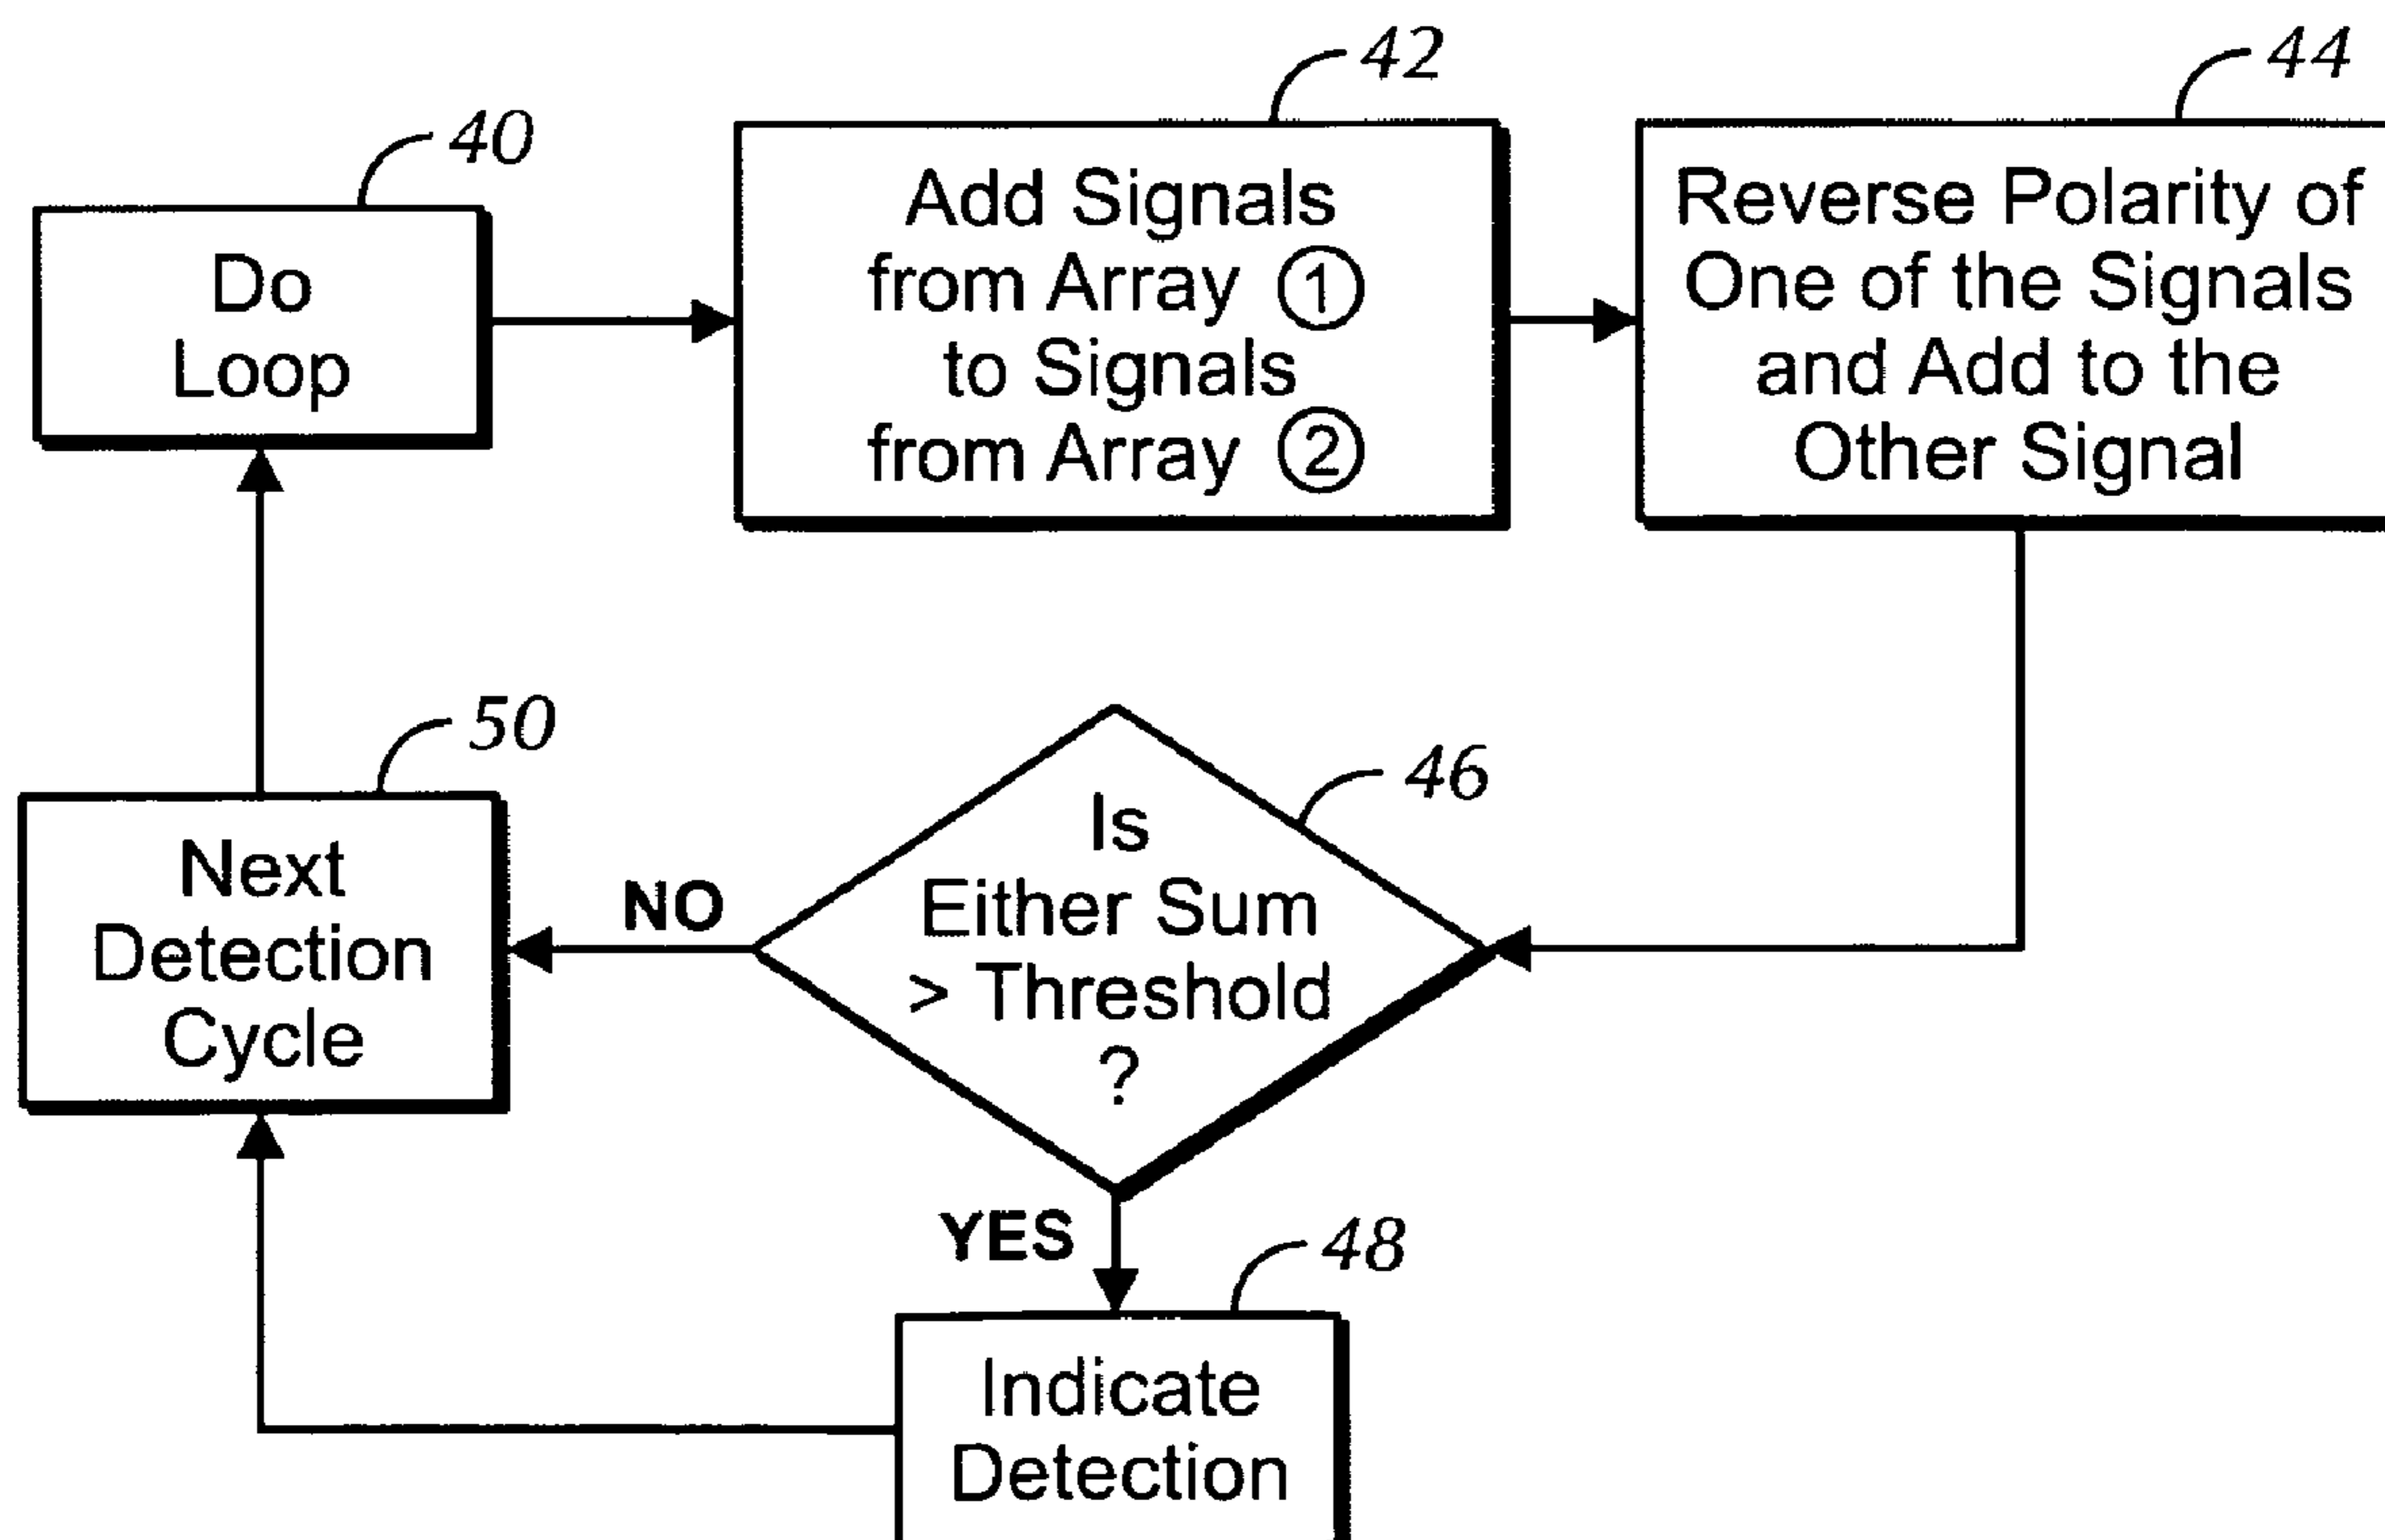 40
Do
Loop
42
Add Signals
from Array ①
to Signals
from Array ②
44
Reverse Polarity of
One of the Signals
and Add to the
Other Signal
46
Is
Either Sum
> Threshold
?
NO
YES
50
Next
Detection
Cycle
48
Indicate
Detection